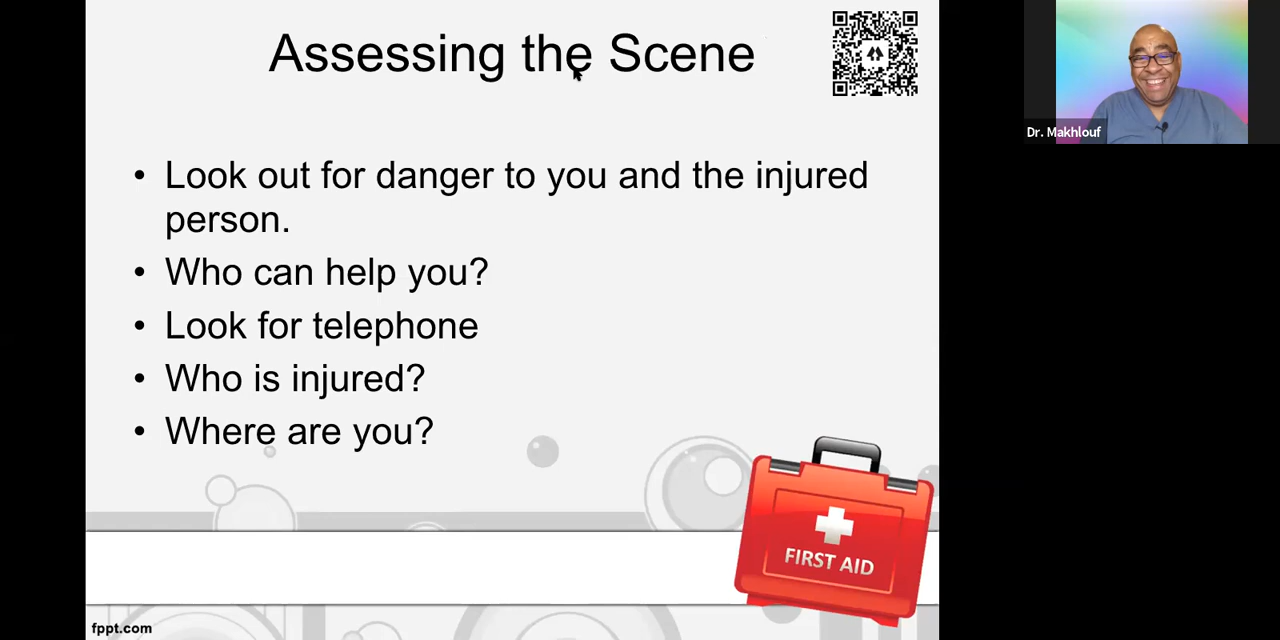 Assessing the Scene
• Look out for danger to you and the injured
person.
• Who can help you?
• Look for telephone
• Who is injured?
• Where are you?
FIRST AID
fppt.com
Dr. Makhlouf